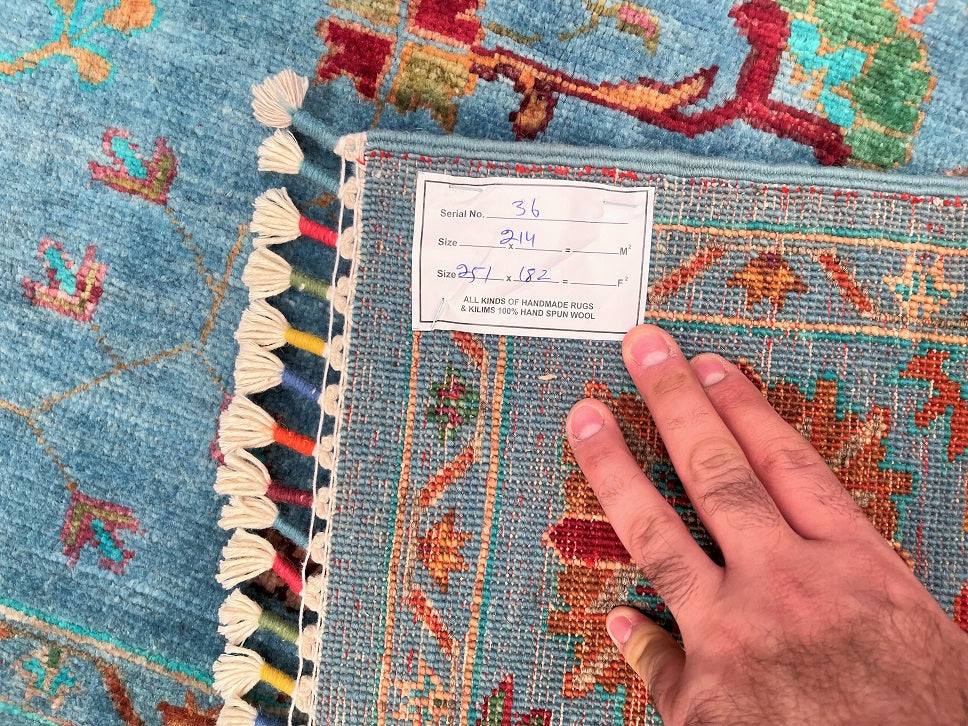 Serial No. 36
Size 214 x = M²
Size 251 x 182 = F²
ALL KINDS OF HANDMADE RUGS
& KILIMS 100% HAND SPUN WOOL